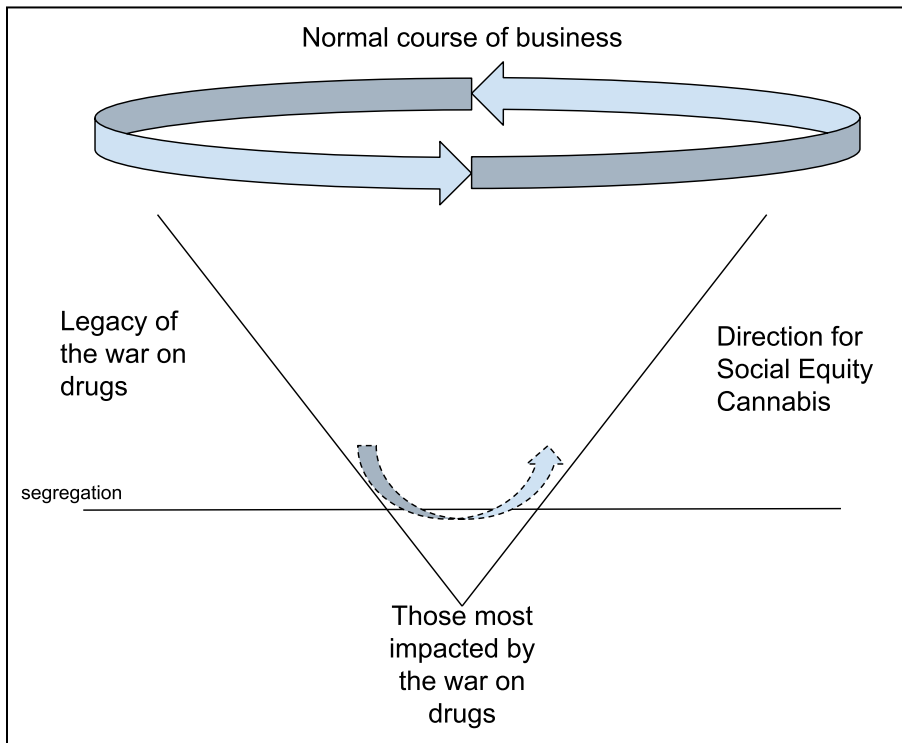 Normal course of business
Legacy of
the war on
drugs
Direction for
Social Equity
Cannabis
segregation
Those most
impacted by
the war on
drugs